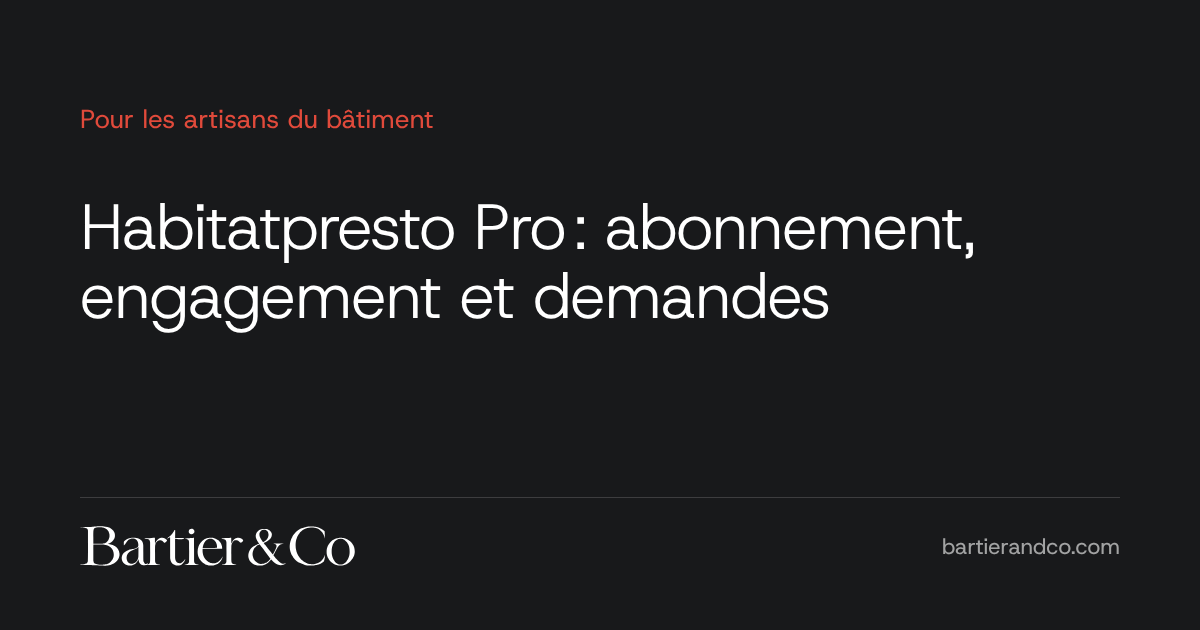 Pour les artisans du bâtiment
Habitatpresto Pro : abonnement,
engagement et demandes
Bartier & Co
bartierandco.com